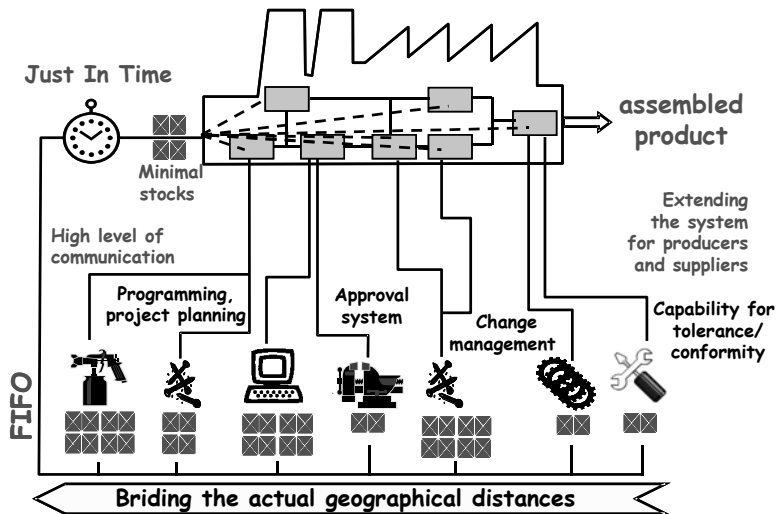 Just In Time
assembled
product
Minimal
stocks
Extending
the system
for producers
and suppliers
High level of
communication
Programming,
project planning
Approval
system
Change
management
Capability for
tolerance/
conformity
FIFO
Briding the actual geographical distances